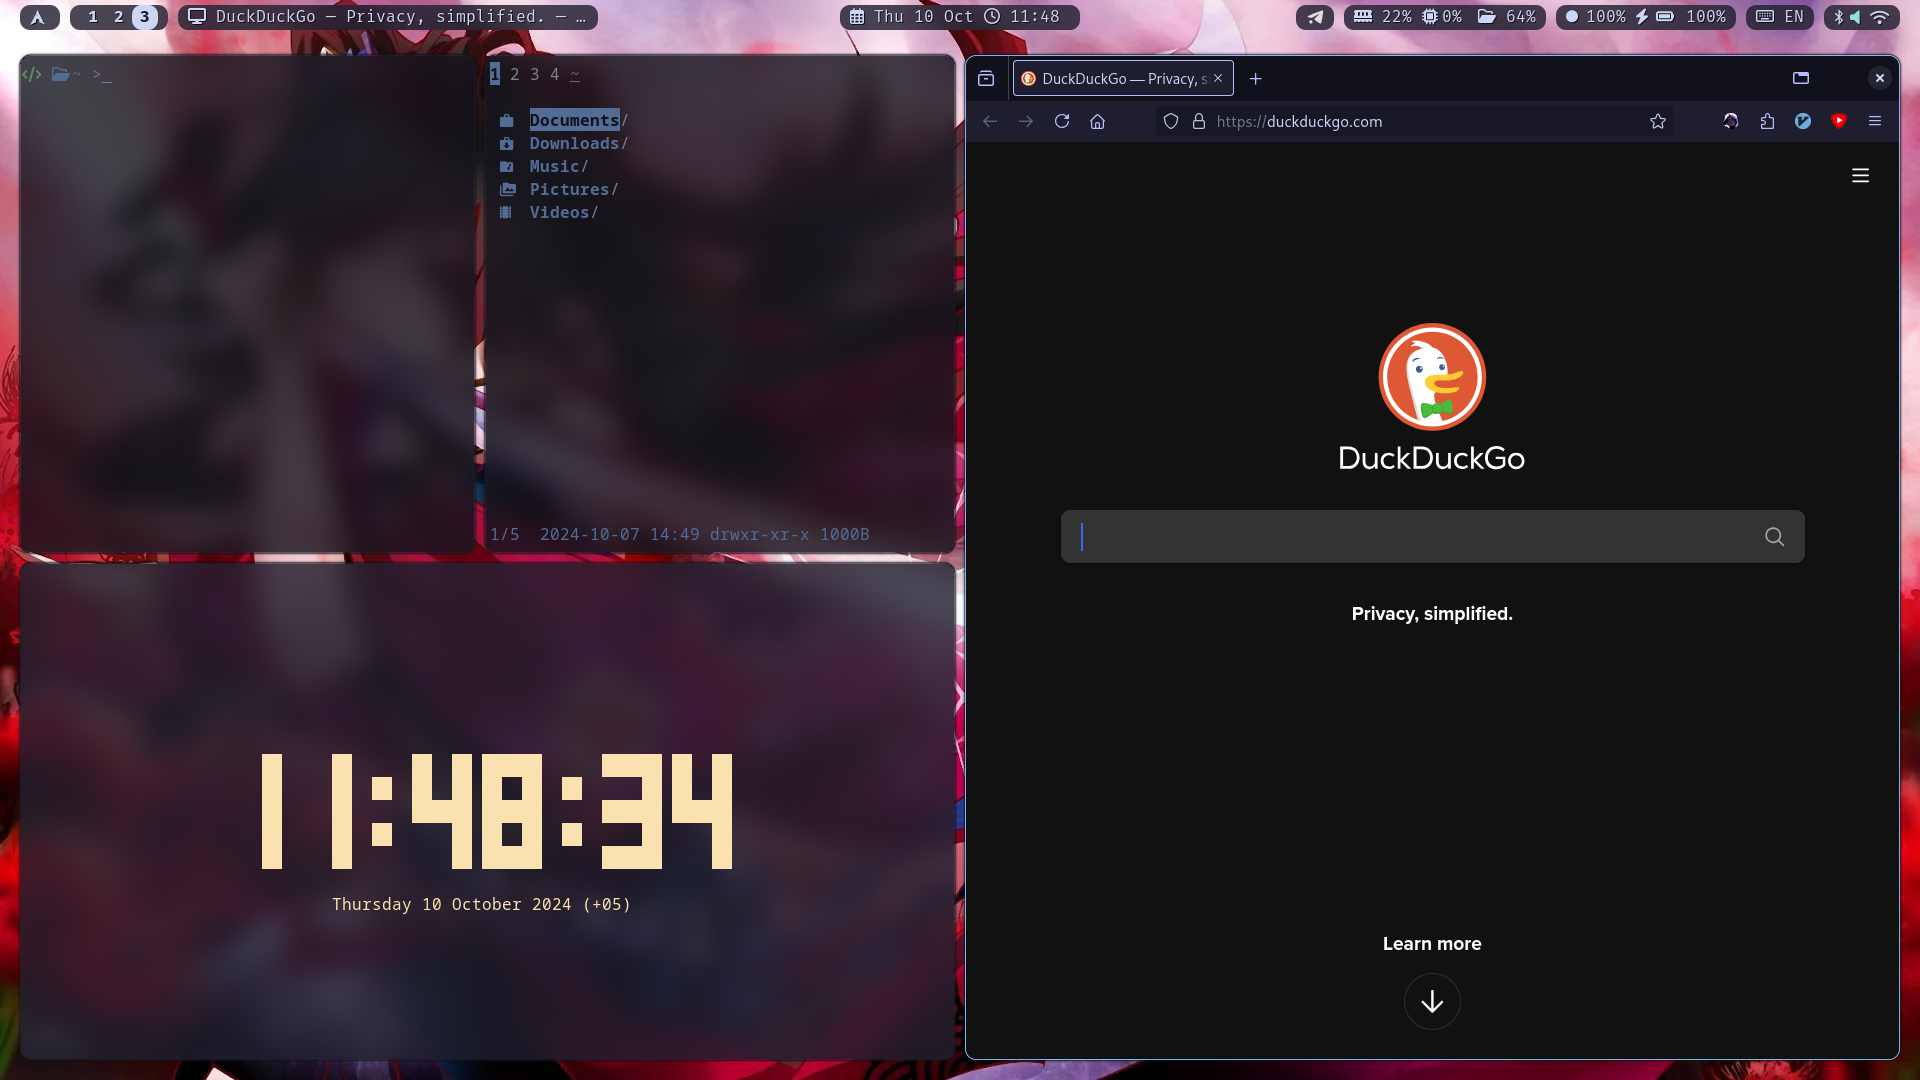 1 2 3
DuckDuckGo — Privacy, simplified. — …
Thu 10 Oct 11:48
22% 0% 64%
100% 100%
EN
</> ~ >_
1 2 3 4 ~
Documents/
Downloads/
Music/
Pictures/
Videos/
1/5 2024-10-07 14:49 drwxr-xr-x 1000B
11:48:34
Thursday 10 October 2024 (+05)
DuckDuckGo — Privacy, s
https://duckduckgo.com
DuckDuckGo
Privacy, simplified.
Learn more